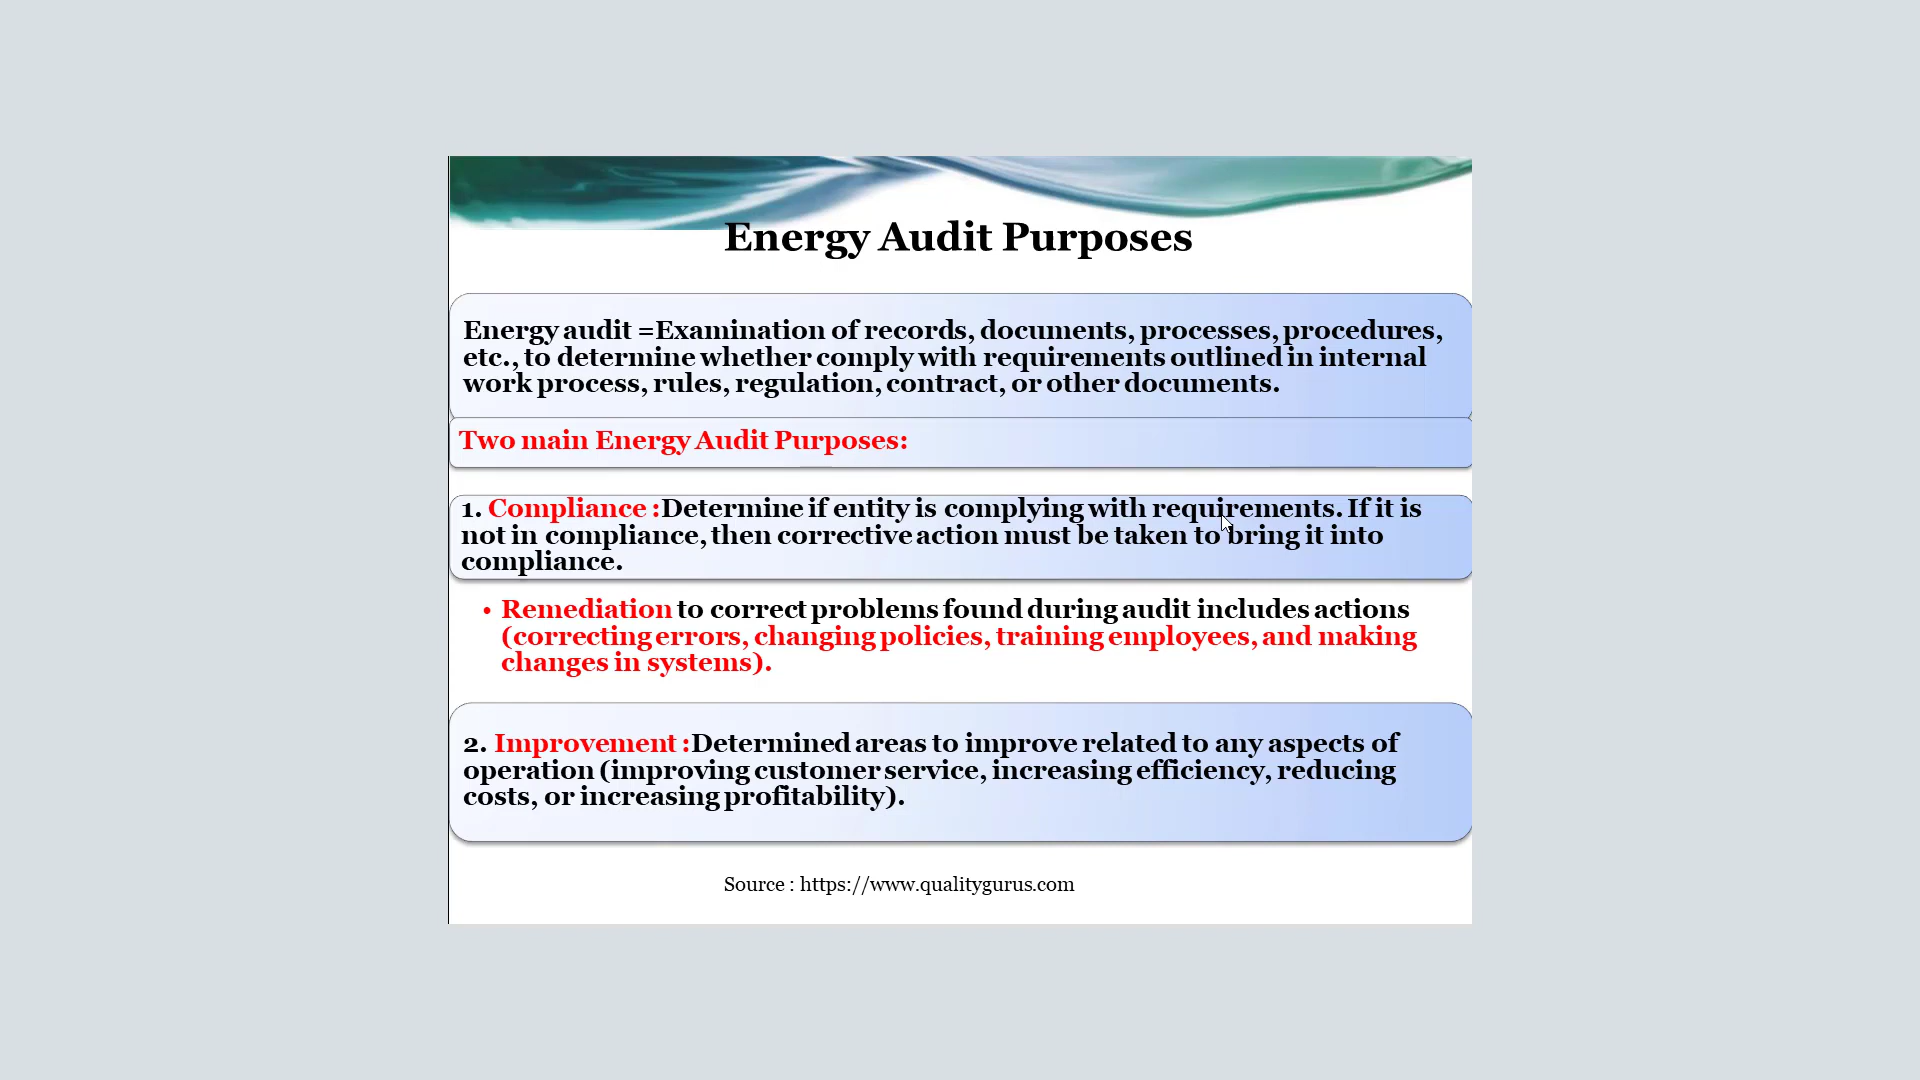 Energy Audit Purposes
Energy audit =Examination of records, documents, processes, procedures,
etc., to determine whether comply with requirements outlined in internal
work process, rules, regulation, contract, or other documents.
Two main Energy Audit Purposes:
1. Compliance :Determine if entity is complying with requirements. If it is
not in compliance, then corrective action must be taken to bring it into
compliance.
• Remediation to correct problems found during audit includes actions
(correcting errors, changing policies, training employees, and making
changes in systems).
2. Improvement :Determined areas to improve related to any aspects of
operation (improving customer service, increasing efficiency, reducing
costs, or increasing profitability).
Source : https://www.qualitygurus.com